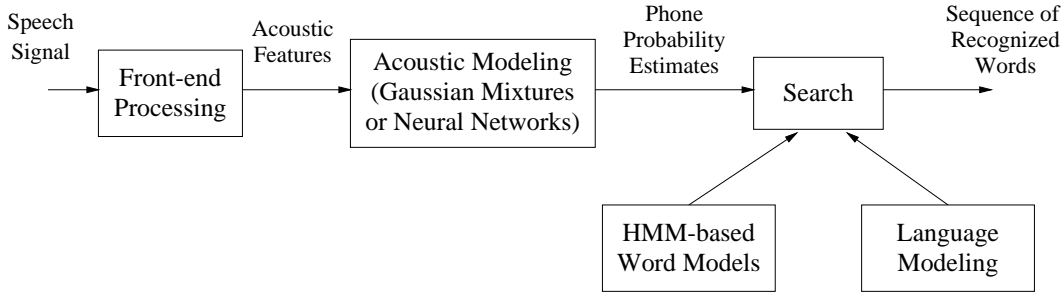 Speech
Signal
Front-end
Processing
Acoustic
Features
Acoustic Modeling
(Gaussian Mixtures
or Neural Networks)
Phone
Probability
Estimates
Search
Sequence of
Recognized
Words
HMM-based
Word Models
Language
Modeling